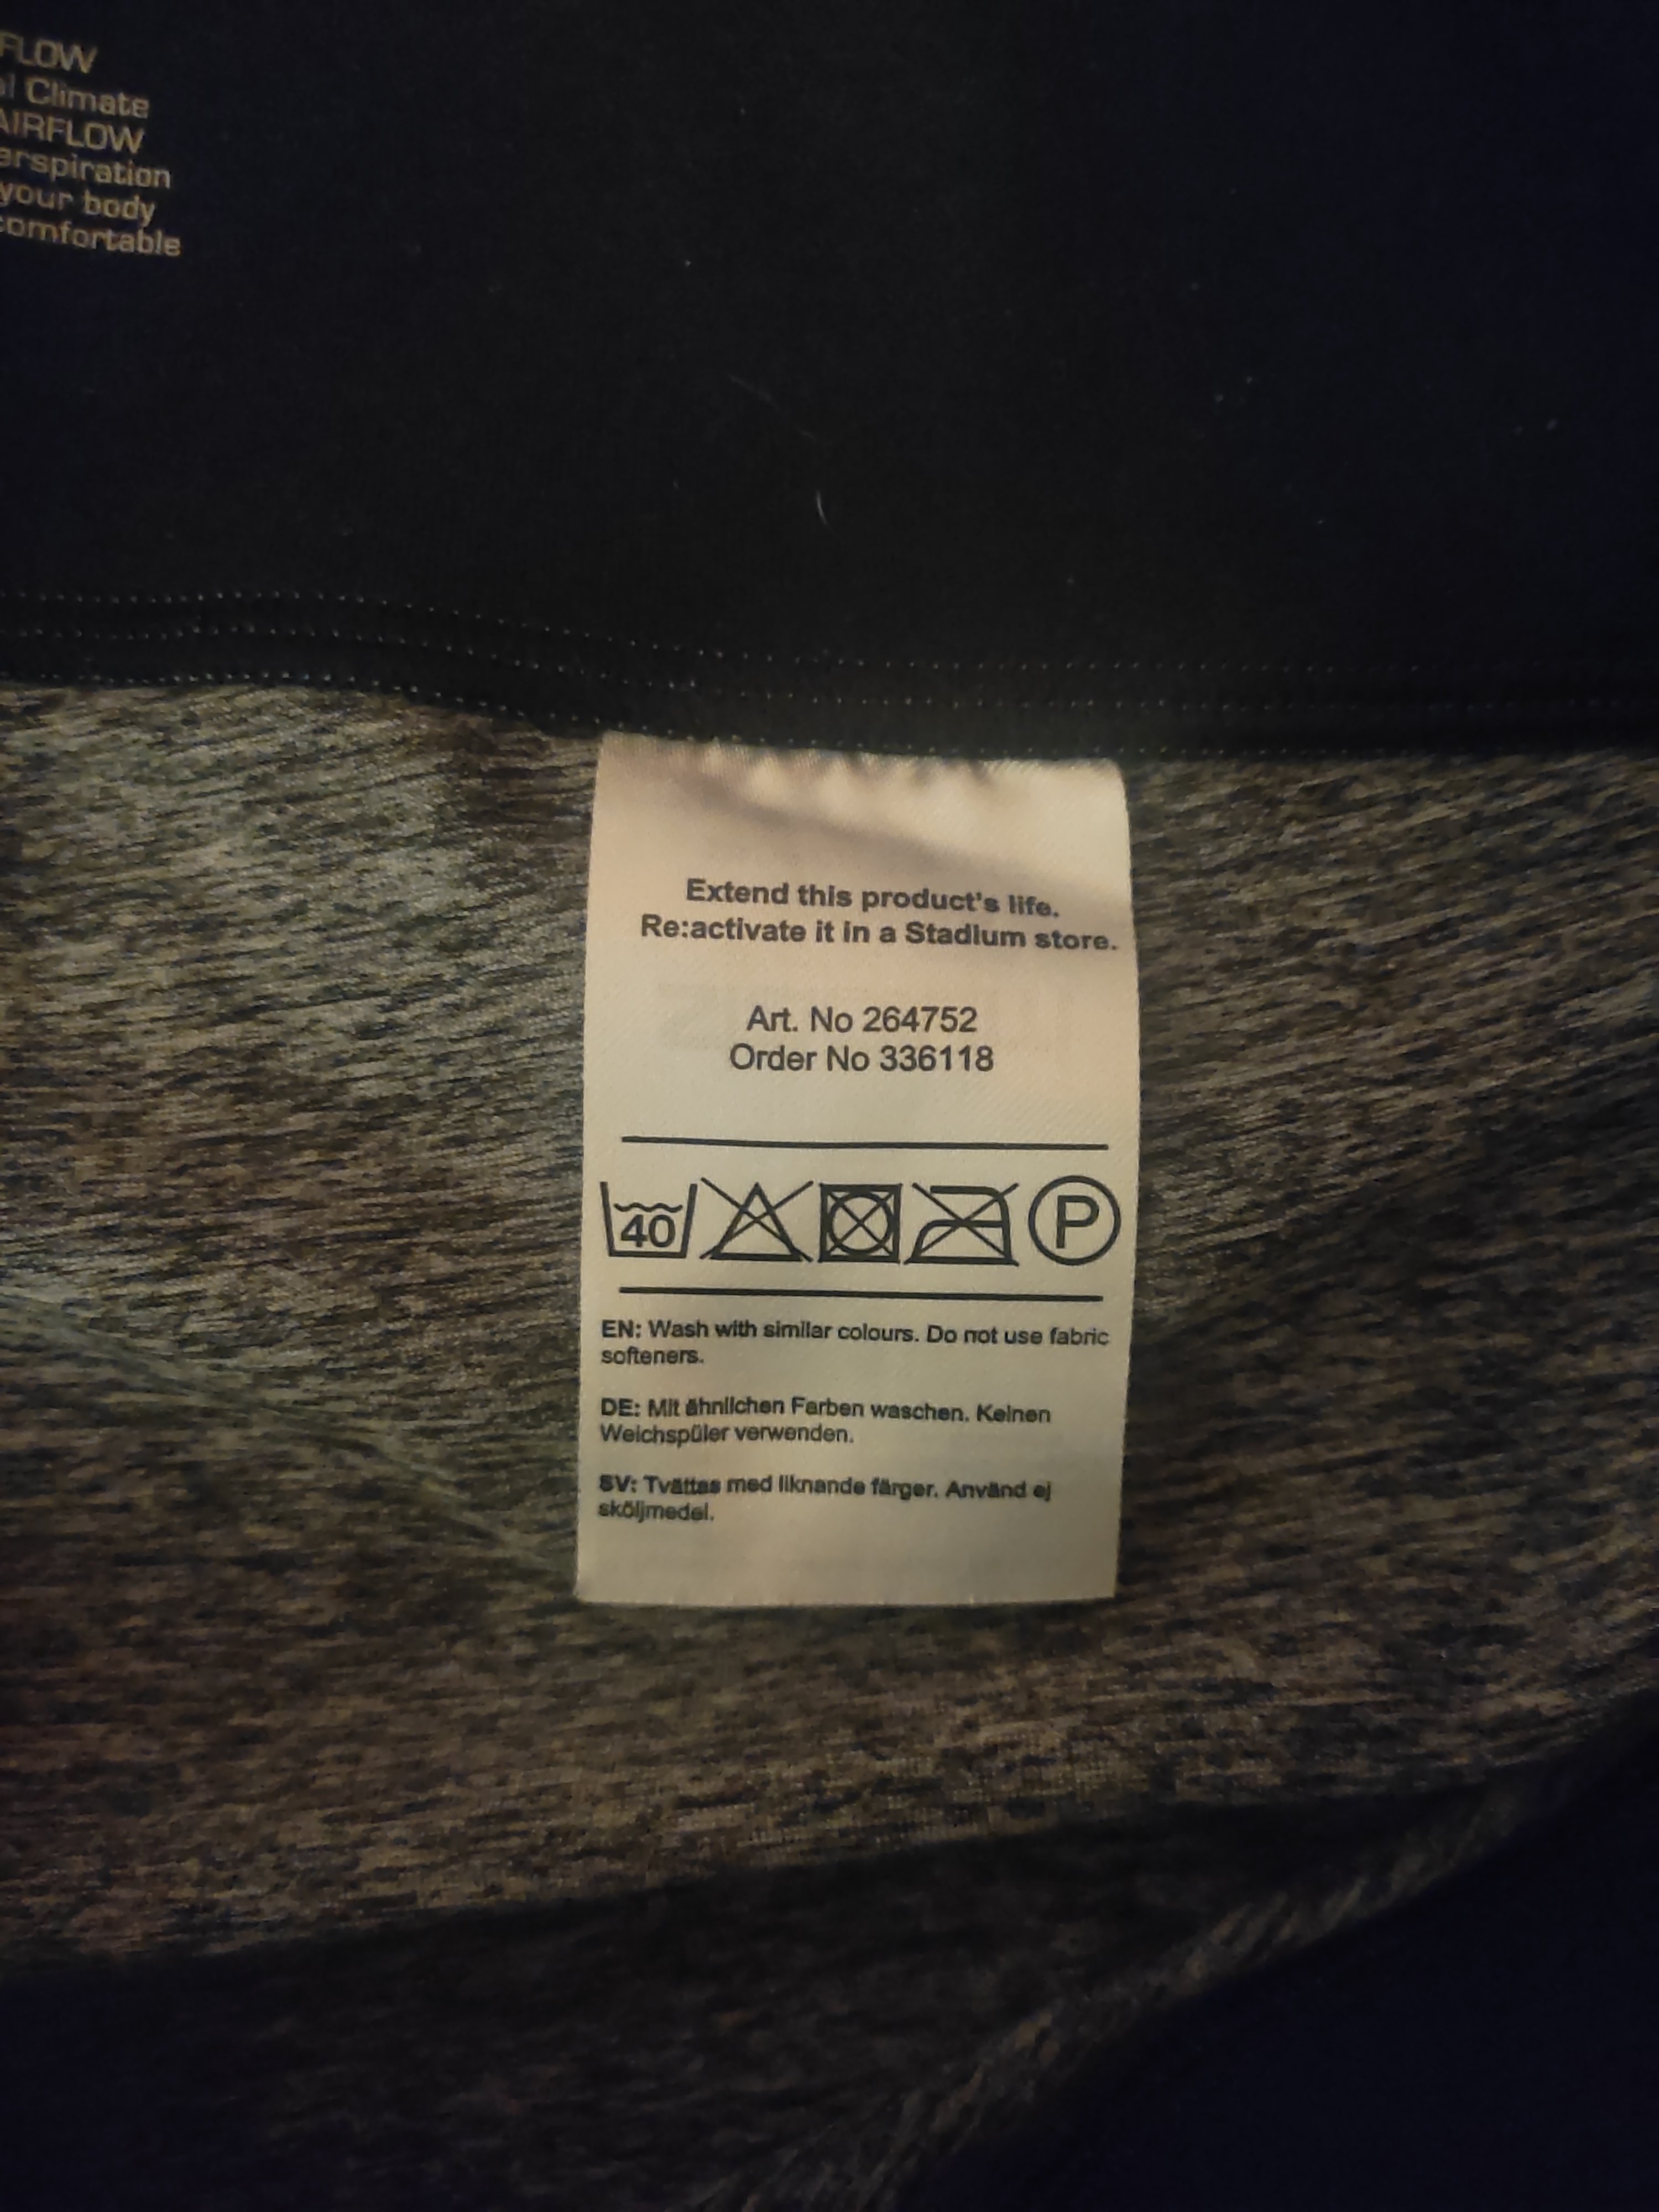 FLOW
al Climate
AIRFLOW
erspiration
your body
comfortable
Extend this product's life.
Re:activate it in a Stadium store.
Art. No 264752
Order No 336118
40
P
EN: Wash with similar colours. Do not use fabric
softeners.
DE: Mit ähnlichen Farben waschen. Keinen
Weichspüler verwenden.
SV: Tvättas med liknande färger. Använd ej
sköljmedel.